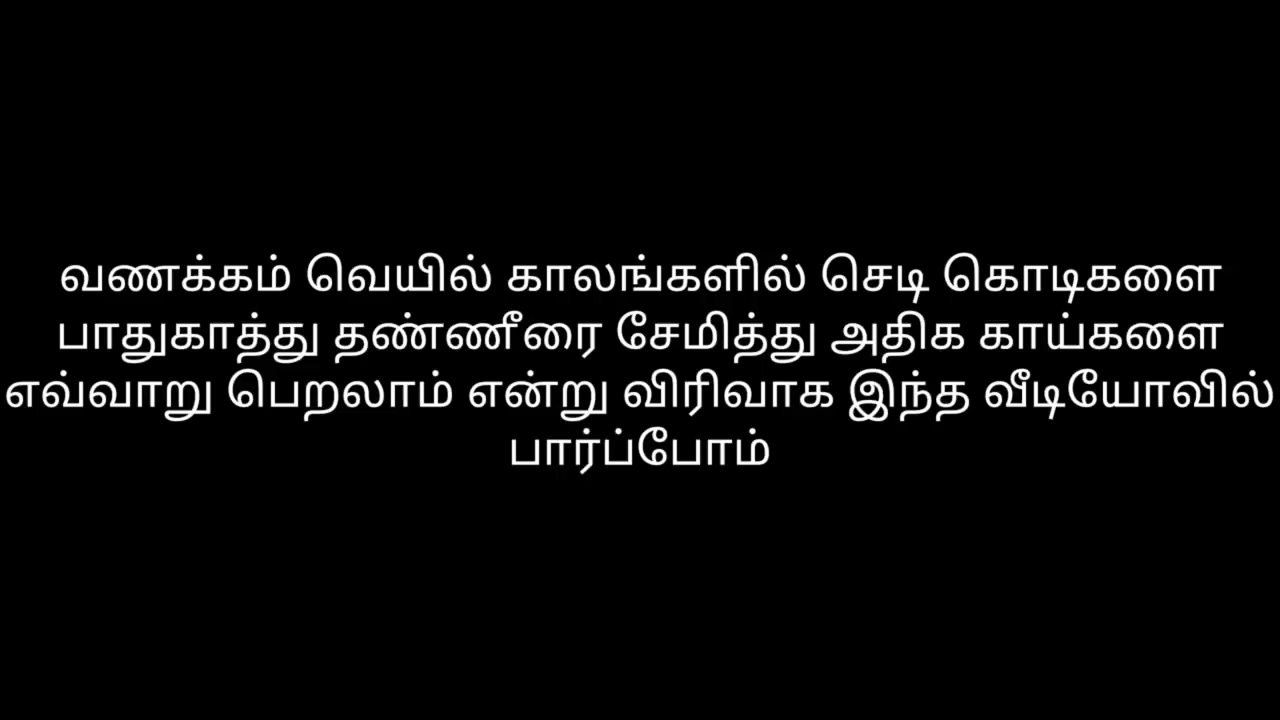 வணக்கம் வெயில் காலங்களில் செடி கொடிகளை
பாதுகாத்து தண்ணீரை சேமித்து அதிக காய்களை
எவ்வாறு பெறலாம் என்று விரிவாக இந்த வீடியோவில்
பார்ப்போம்